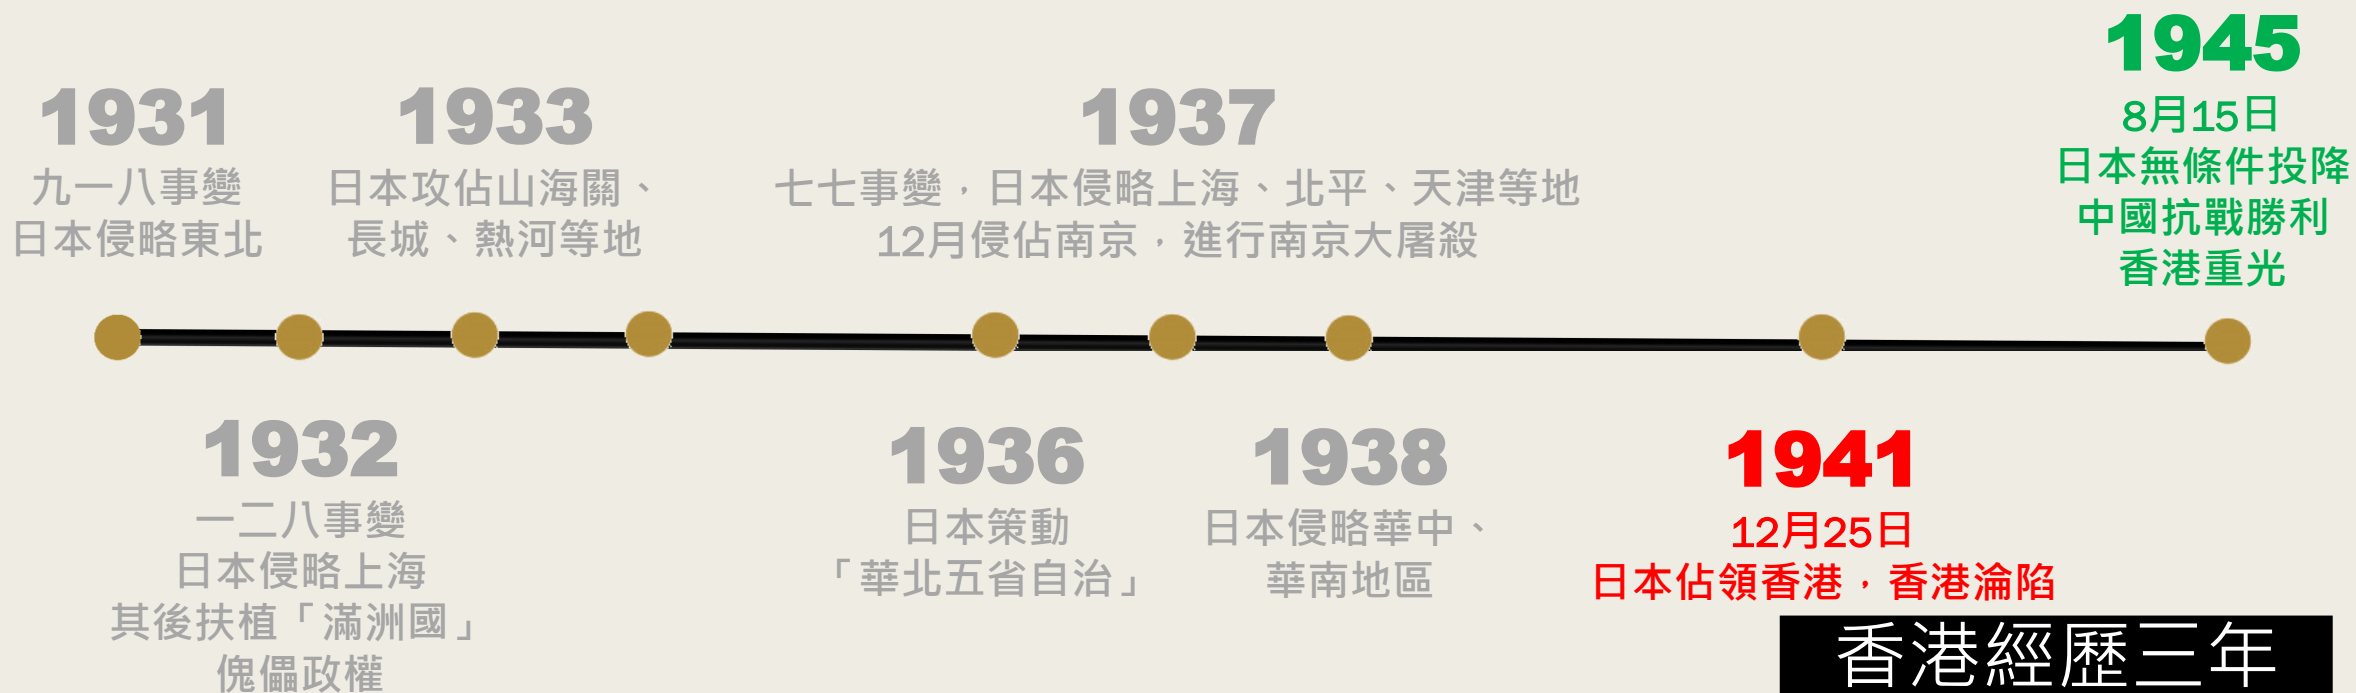 1931
九一八事變
日本侵略東北
1932
一二八事變
日本侵略上海
其後扶植「滿洲國」
傀儡政權
1933
日本攻佔山海關、
長城、熱河等地
1936
日本策動
「華北五省自治」
1937
七七事變，日本侵略上海、北平、天津等地
12月侵佔南京，進行南京大屠殺
1938
日本侵略華中、
華南地區
1941
12月25日
日本佔領香港，香港淪陷
1945
8月15日
日本無條件投降
中國抗戰勝利
香港重光
香港經歷三年